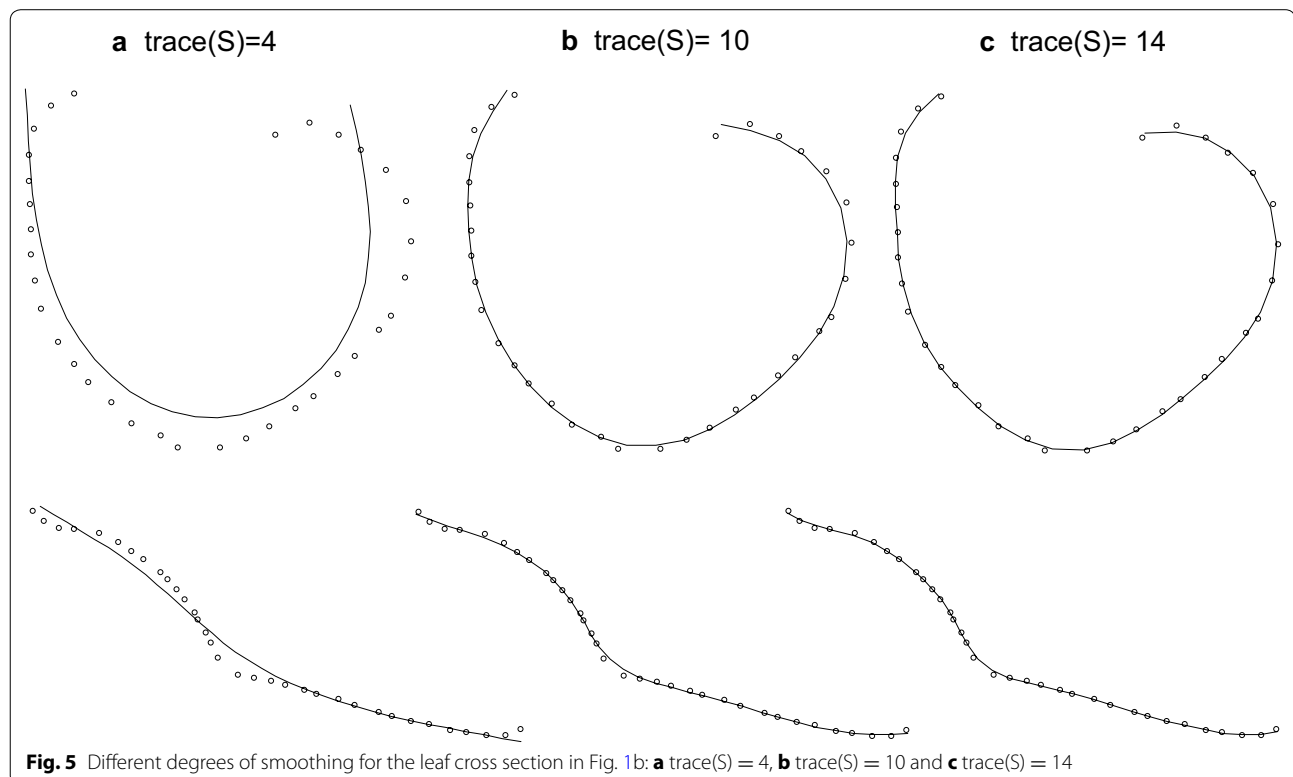 a trace(S)=4
b trace(S)= 10
c trace(S)= 14
Fig. 5 Different degrees of smoothing for the leaf cross section in Fig. 1b: a trace(S) = 4, b trace(S) = 10 and c trace(S) = 14